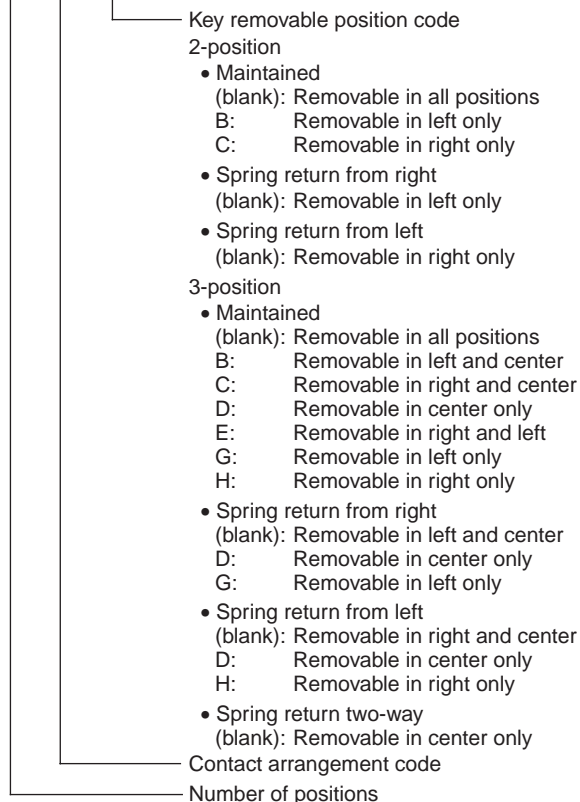 Key removable position code
2-position
• Maintained
(blank): Removable in all positions
B: Removable in left only
C: Removable in right only
• Spring return from right
(blank): Removable in left only
• Spring return from left
(blank): Removable in right only
3-position
• Maintained
(blank): Removable in all positions
B: Removable in left and center
C: Removable in right and center
D: Removable in center only
E: Removable in right and left
G: Removable in left only
H: Removable in right only
• Spring return from right
(blank): Removable in left and center
D: Removable in center only
G: Removable in left only
• Spring return from left
(blank): Removable in right and center
D: Removable in center only
H: Removable in right only
• Spring return two-way
(blank): Removable in center only
Contact arrangement code
Number of positions